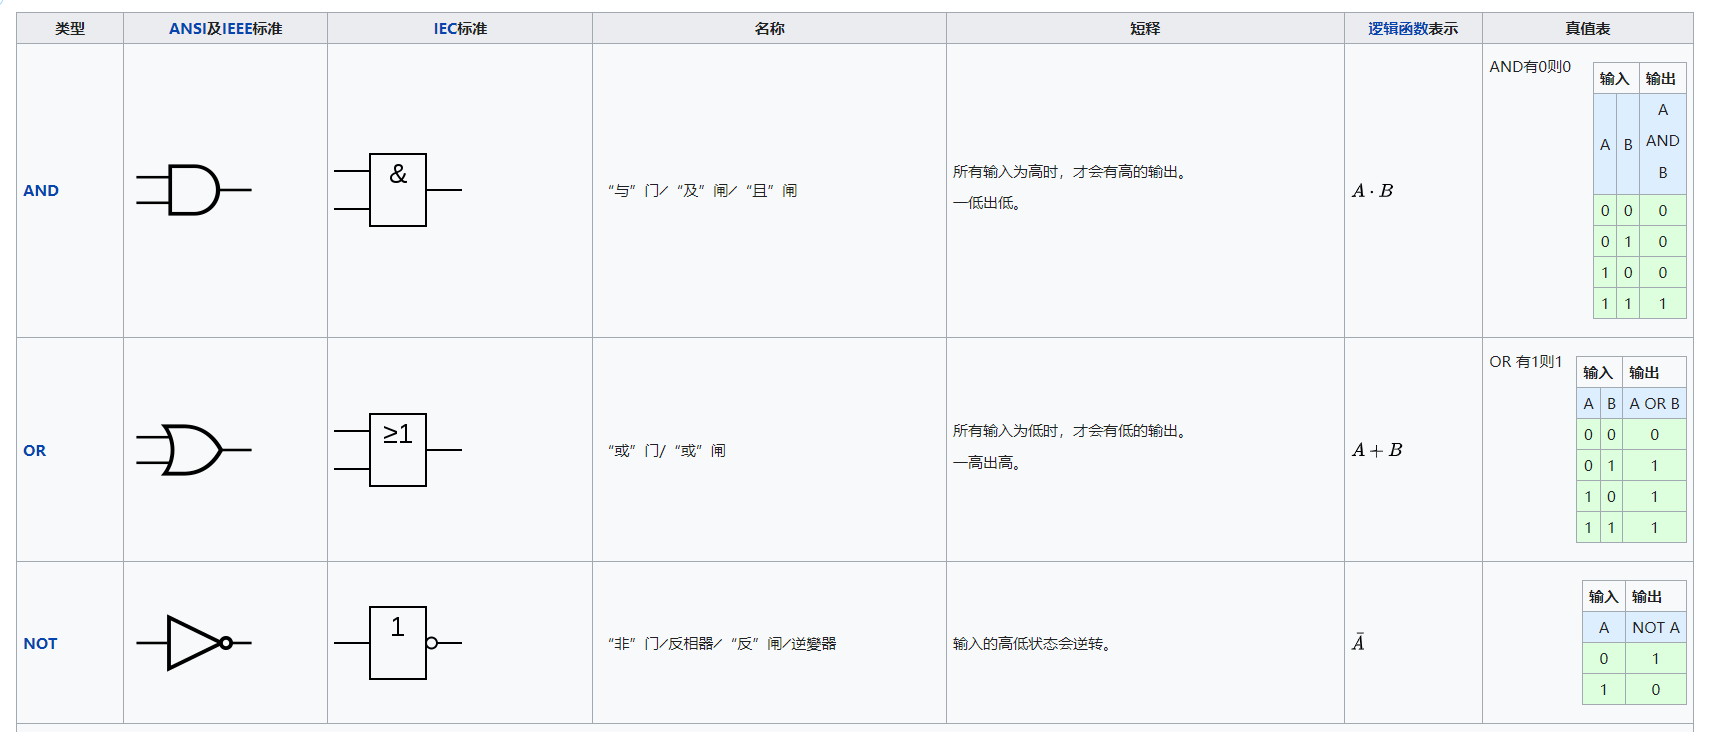 类型 ANSI及IEEE标准 IEC标准 名称 短释 逻辑函数表示 真值表
AND
&
“与”门/“及”闸/“且”闸
所有输入为高时，才会有高的输出。
一低出低。
A · B
AND有0则0
输入 输出
A B A AND B
0 0 0
0 1 0
1 0 0
1 1 1
OR
≥1
“或”门/“或”闸
所有输入为低时，才会有低的输出。
一高出高。
A + B
OR 有1则1
输入 输出
A B A OR B
0 0 0
0 1 1
1 0 1
1 1 1
NOT
1
“非”门/反相器/“反”闸/逆變器
输入的高低状态会逆转。
Ā
输入 输出
A NOT A
0 1
1 0